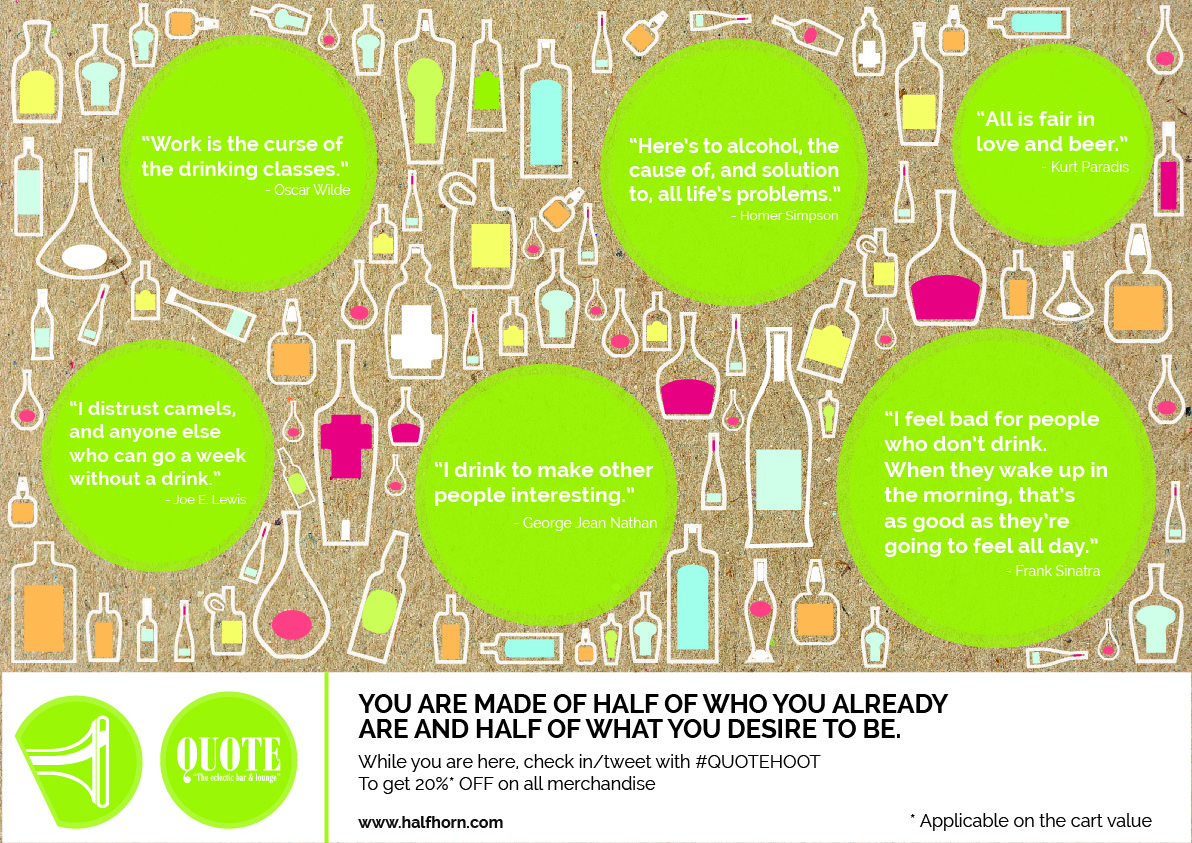 “Work is the curse of
the drinking classes.”
- Oscar Wilde
“Here’s to alcohol, the
cause of, and solution
to, all life’s problems.”
- Homer Simpson
“All is fair in
love and beer.”
- Kurt Paradis
“I distrust camels,
and anyone else
who can go a week
without a drink.”
- Joe E. Lewis
“I drink to make other
people interesting.”
- George Jean Nathan
“I feel bad for people
who don’t drink.
When they wake up in
the morning, that’s
as good as they’re
going to feel all day.”
- Frank Sinatra
QUOTE
“The eclectic bar & lounge”
YOU ARE MADE OF HALF OF WHO YOU ALREADY
ARE AND HALF OF WHAT YOU DESIRE TO BE.
While you are here, check in/tweet with #QUOTEHOOT
To get 20%* OFF on all merchandise
www.halfhorn.com
* Applicable on the cart value